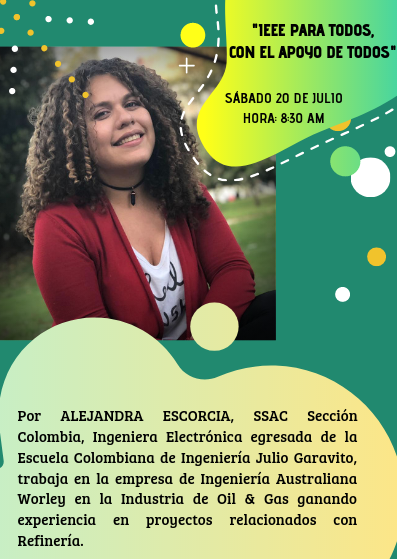 "IEEE PARA TODOS,
CON EL APOYO DE TODOS"
SÁBADO 20 DE JULIO
HORA: 8:30 AM
Por ALEJANDRA ESCORCIA, SSAC Sección
Colombia, Ingeniera Electrónica egresada de la
Escuela Colombiana de Ingeniería Julio Garavito,
trabaja en la empresa de Ingeniería Australiana
Worley en la Industria de Oil & Gas ganando
experiencia en proyectos relacionados con
Refinería.